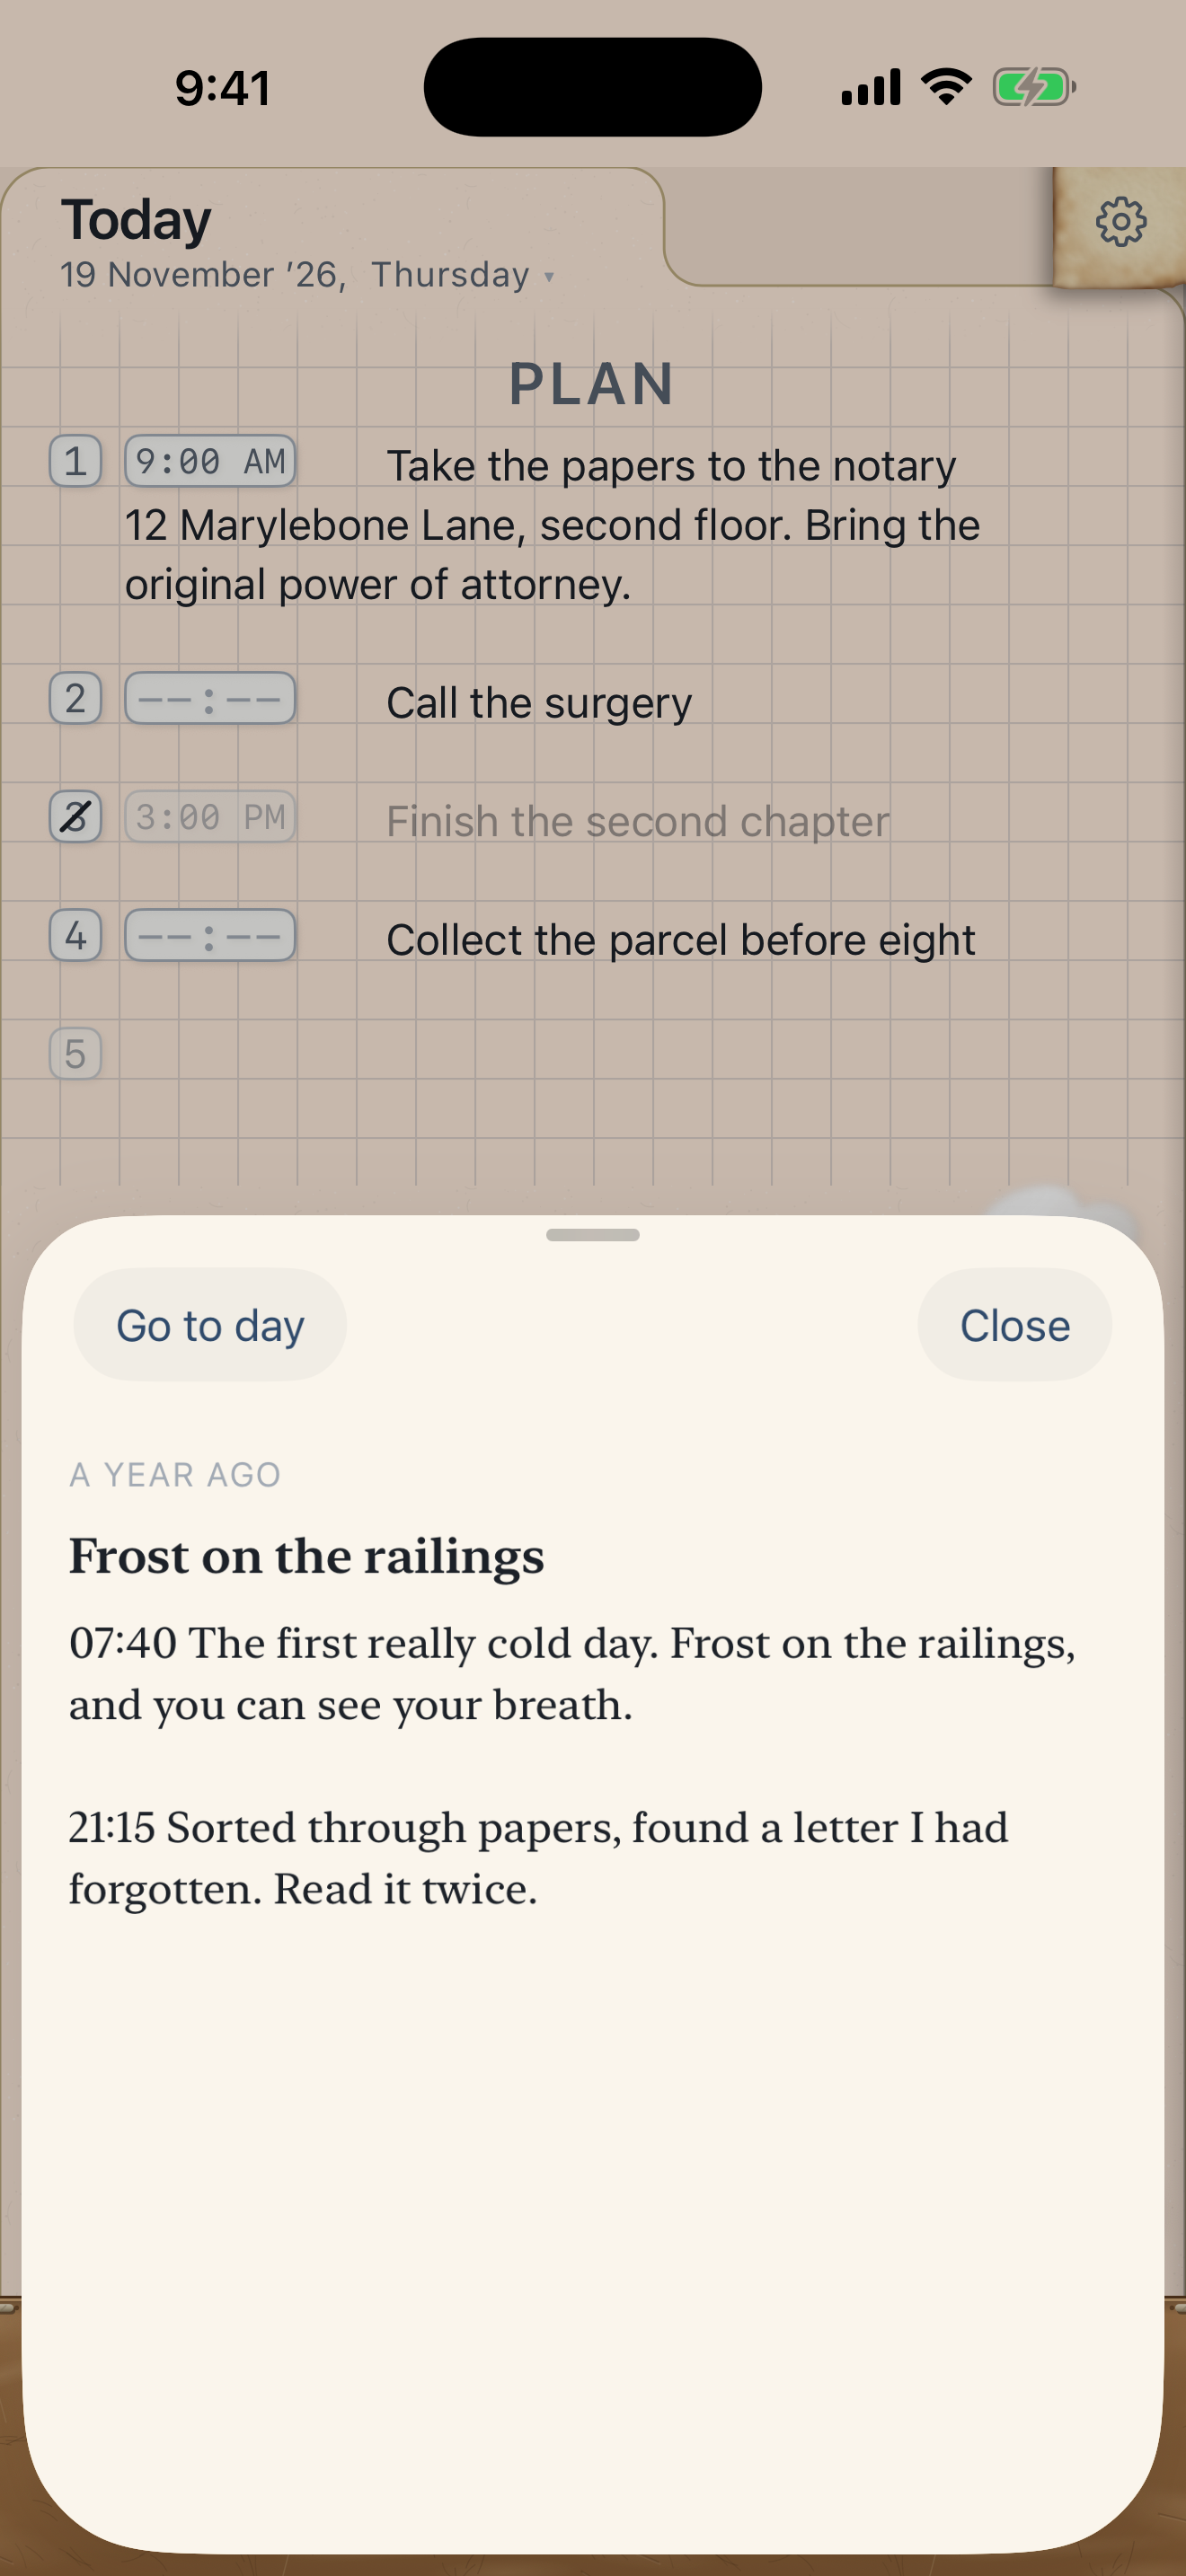 9:41
Today
19 November ’26, Thursday ▾
PLAN
1 9:00 AM Take the papers to the notary
12 Marylebone Lane, second floor. Bring the
original power of attorney.
2 ––:–– Call the surgery
3 3:00 PM Finish the second chapter
4 ––:–– Collect the parcel before eight
5
Go to day
Close
A YEAR AGO
Frost on the railings
07:40 The first really cold day. Frost on the railings,
and you can see your breath.
21:15 Sorted through papers, found a letter I had
forgotten. Read it twice.